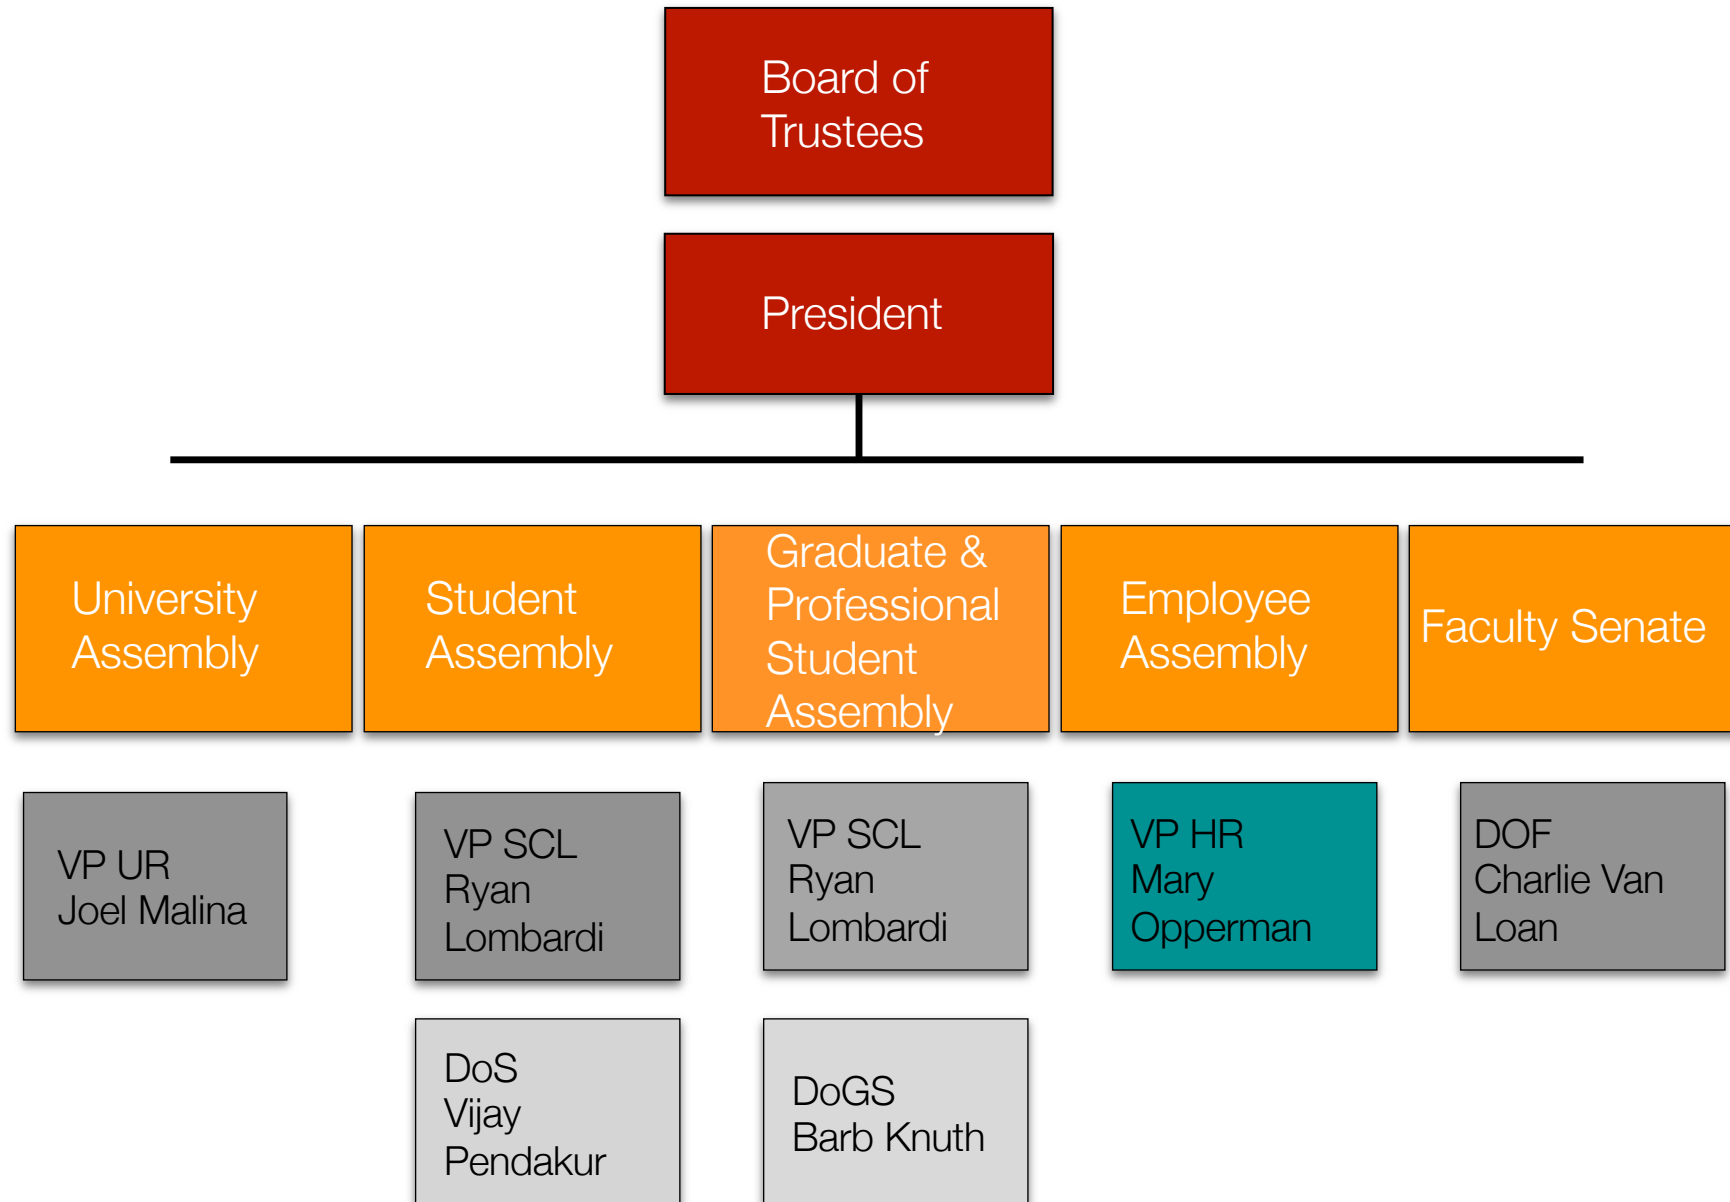 Board of
Trustees
President
University
Assembly
Student
Assembly
Graduate &
Professional
Student
Assembly
Employee
Assembly
Faculty Senate
VP UR
Joel Malina
VP SCL
Ryan
Lombardi
VP SCL
Ryan
Lombardi
VP HR
Mary
Opperman
DOF
Charlie Van
Loan
DoS
Vijay
Pendakur
DoGS
Barb Knuth